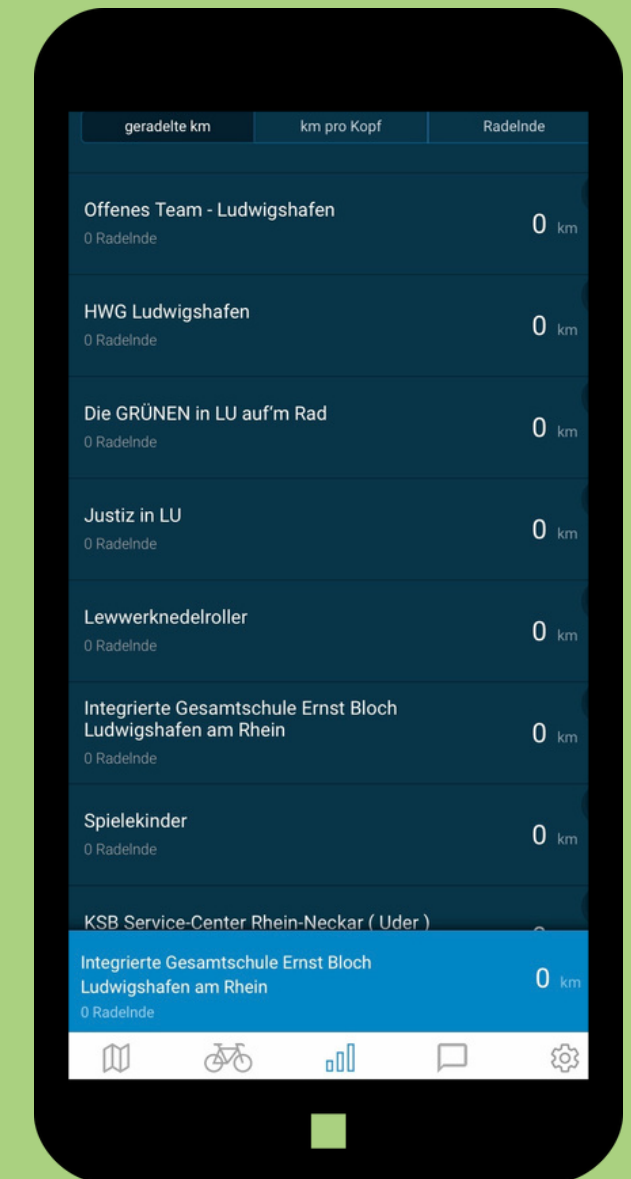 geradelte km km pro Kopf Radelnde
Offenes Team - Ludwigshafen
0 km
0 Radelnde
HWG Ludwigshafen
0 km
0 Radelnde
Die GRÜNEN in LU auf'm Rad
0 km
0 Radelnde
Justiz in LU
0 km
0 Radelnde
Lewwerknedelroller
0 km
0 Radelnde
Integrierte Gesamtschule Ernst Bloch
Ludwigshafen am Rhein
0 km
0 Radelnde
Spielekinder
0 km
0 Radelnde
KSB Service-Center Rhein-Neckar ( Uder )
Integrierte Gesamtschule Ernst Bloch
Ludwigshafen am Rhein
0 km
0 Radelnde